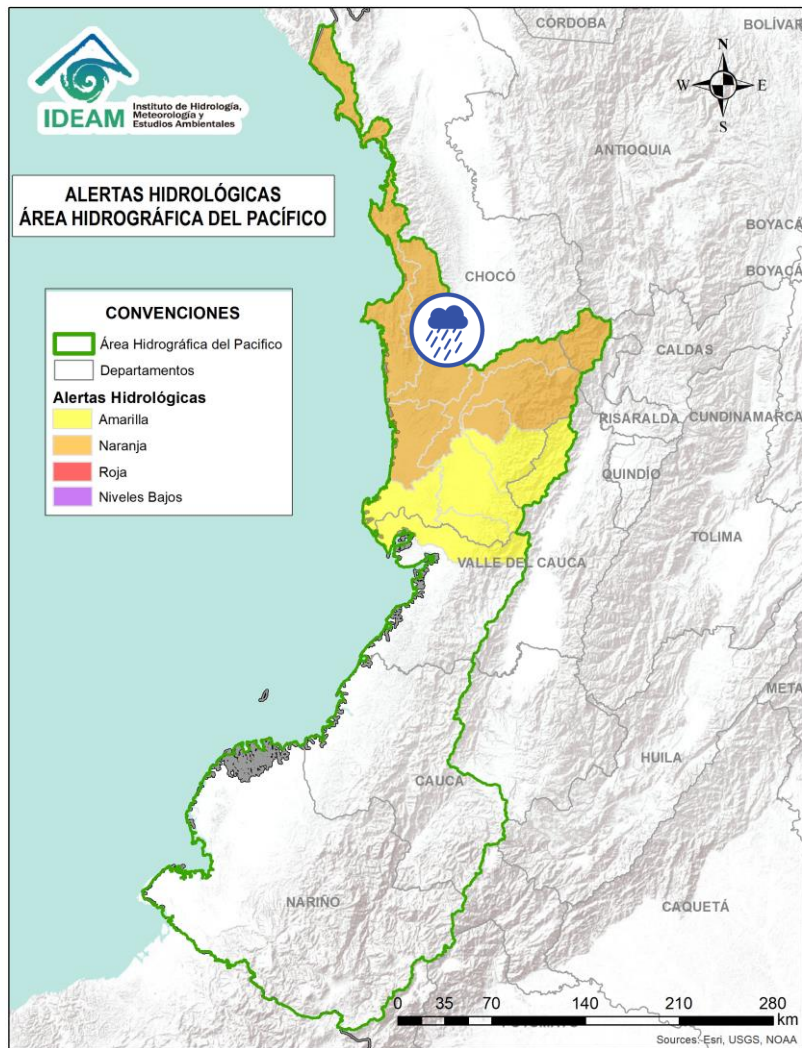 IDEAM
Instituto de Hidrología,
Meteorología y
Estudios Ambientales
ALERTAS HIDROLÓGICAS
ÁREA HIDROGRÁFICA DEL PACÍFICO
CONVENCIONES
Área Hidrográfica del Pacifico
Departamentos
Alertas Hidrológicas
Amarilla
Naranja
Roja
Niveles Bajos
N
W
E
S
CÓRDOBA
BOLÍVAR
ANTIOQUIA
BOYACÁ
BOYACÁ
CHOCÓ
CALDAS
RISARALDA
CUNDINAMARCA
QUINDÍO
TOLIMA
VALLE DEL CAUCA
META
HUILA
CAUCA
NARIÑO
CAQUETÁ
0 35 70 140 210 280
km
Sources: Esri, USGS, NOAA